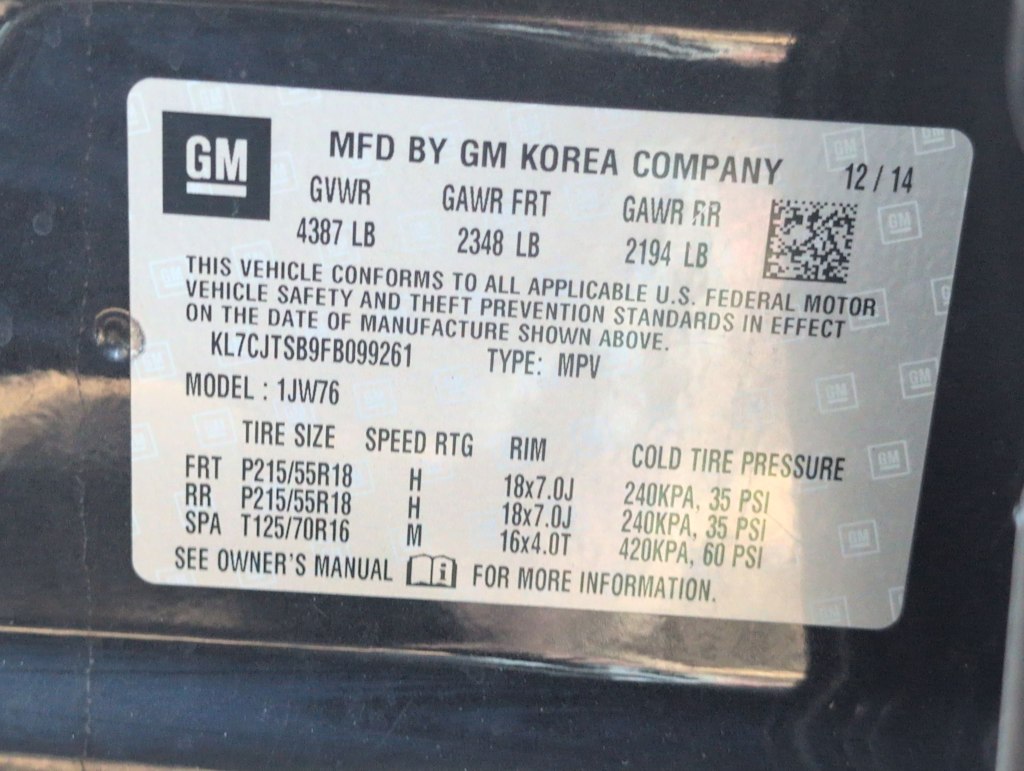 GM
MFD BY GM KOREA COMPANY 12 / 14
GVWR GAWR FRT GAWR RR
4387 LB 2348 LB 2194 LB
THIS VEHICLE CONFORMS TO ALL APPLICABLE U.S. FEDERAL MOTOR
VEHICLE SAFETY AND THEFT PREVENTION STANDARDS IN EFFECT
ON THE DATE OF MANUFACTURE SHOWN ABOVE.
KL7CJTSB9FB099261 TYPE: MPV
MODEL : 1JW76
TIRE SIZE SPEED RTG RIM COLD TIRE PRESSURE
FRT P215/55R18 H 18x7.0J 240KPA, 35 PSI
RR P215/55R18 H 18x7.0J 240KPA, 35 PSI
SPA T125/70R16 M 16x4.0T 420KPA, 60 PSI
SEE OWNER'S MANUAL i FOR MORE INFORMATION.